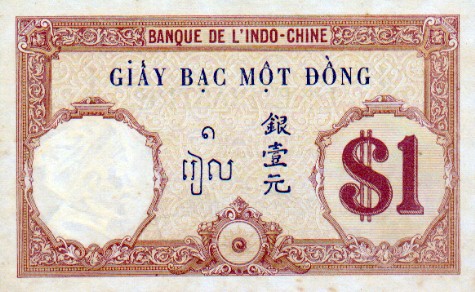 BANQUE DE L'INDO-CHINE
GIẤY BẠC MỘT ĐỒNG
១
រៀល
銀壹元
$1